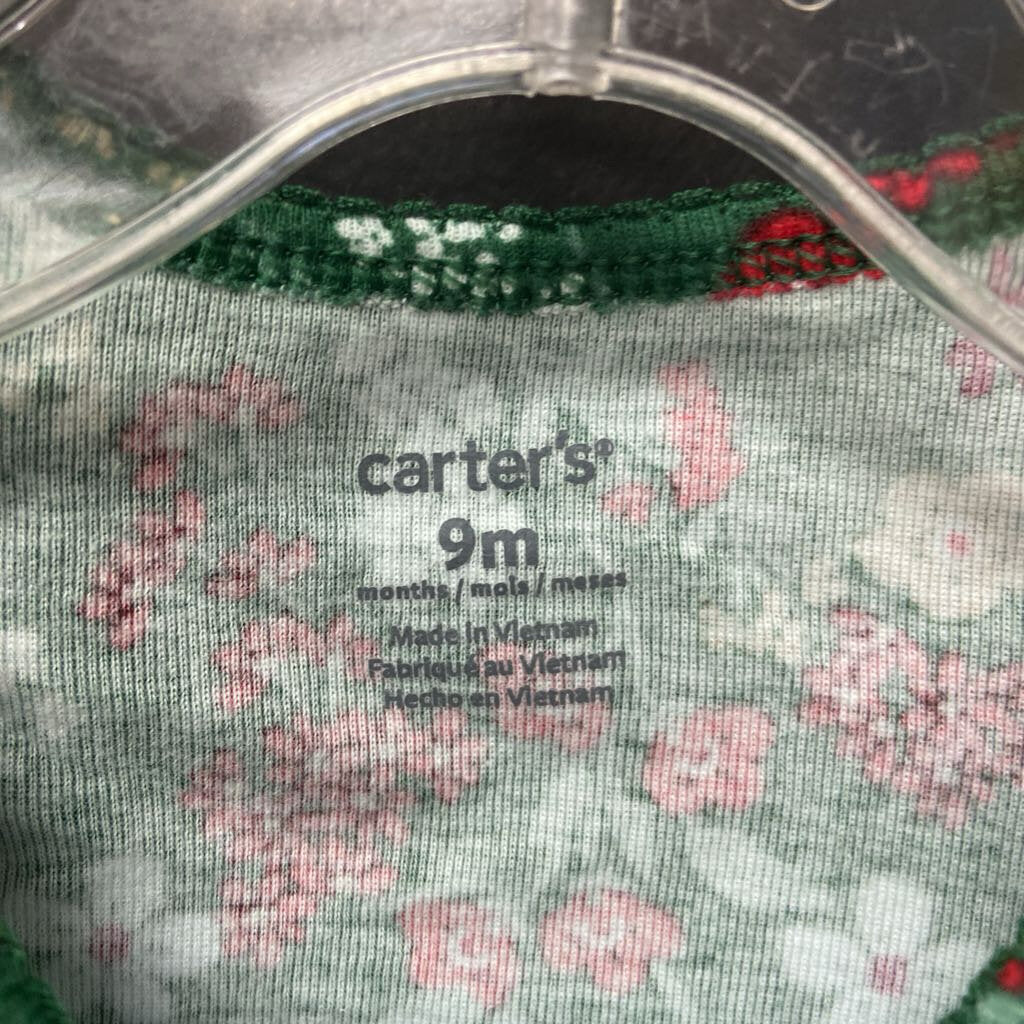 carter's®
9m
months / mois / meses
Made in Vietnam
Fabriqué au Vietnam
Hecho en Vietnam